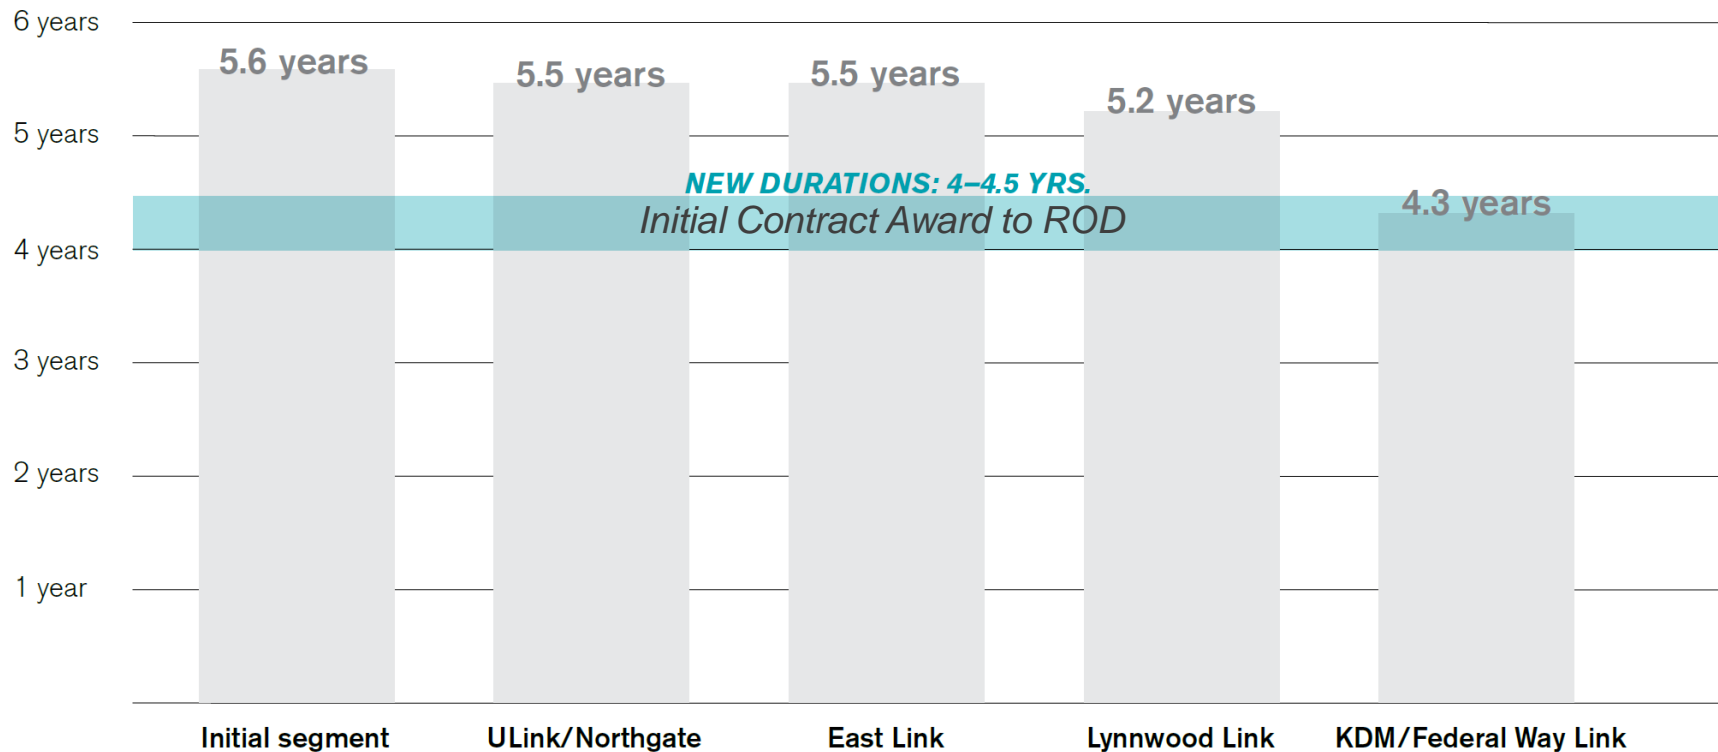 6 years
5.6 years
5.5 years
5.5 years
5.2 years
5 years
NEW DURATIONS: 4–4.5 YRS.
Initial Contract Award to ROD
4.3 years
4 years
3 years
2 years
1 year
Initial segment
ULink/Northgate
East Link
Lynnwood Link
KDM/Federal Way Link